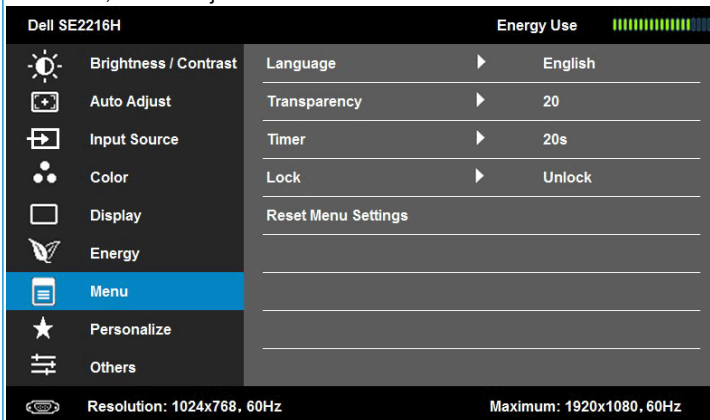 Dell SE2216H Energy Use
Brightness / Contrast Language English
Auto Adjust Transparency 20
Input Source Timer 20s
Color Lock Unlock
Display Reset Menu Settings
Energy
Menu
Personalize
Others
Resolution: 1024x768, 60Hz Maximum: 1920x1080, 60Hz